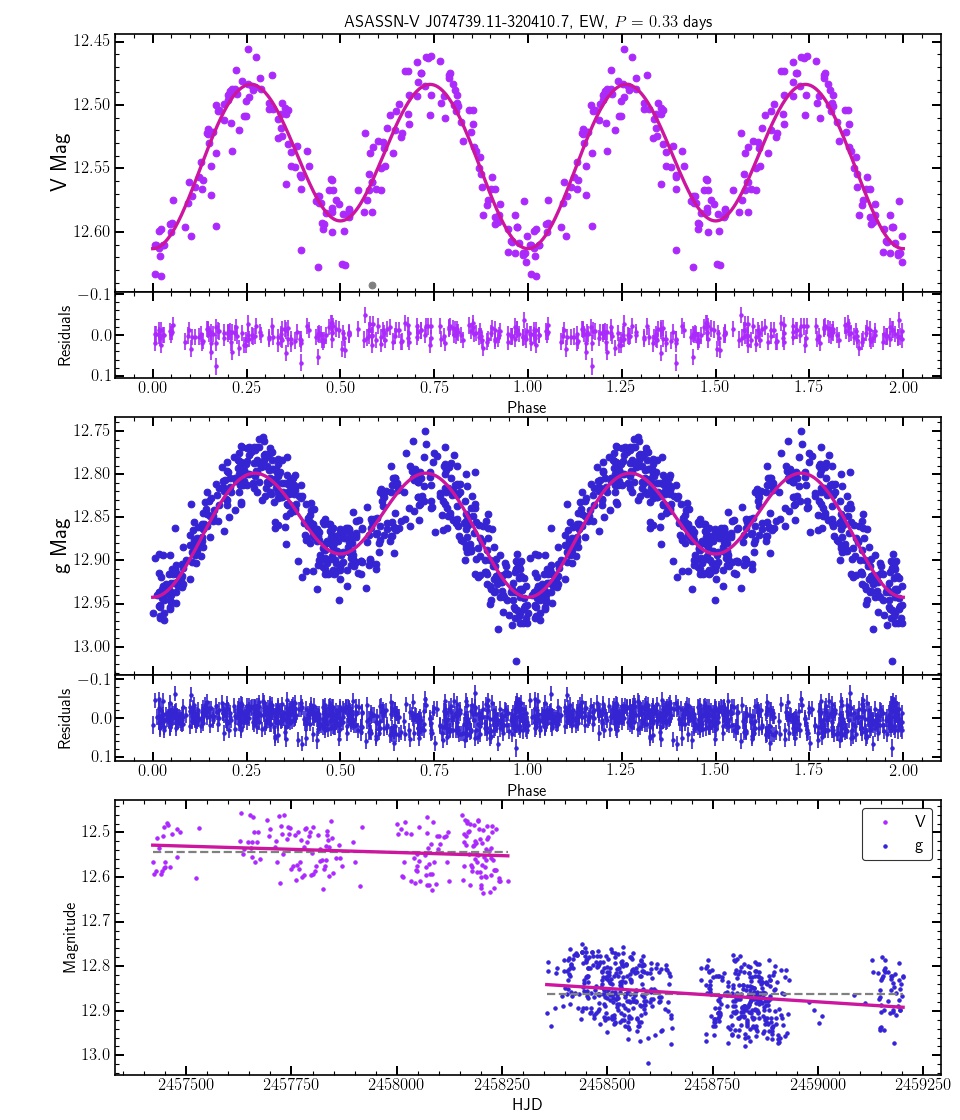 ASASSN-V J074739.11-320410.7, EW, P = 0.33 days
12.45
12.50
12.55
12.60
V Mag
−0.1
0.0
0.1
Residuals
0.00 0.25 0.50 0.75 1.00 1.25 1.50 1.75 2.00
Phase
12.75
12.80
12.85
12.90
12.95
13.00
g Mag
−0.1
0.0
0.1
Residuals
0.00 0.25 0.50 0.75 1.00 1.25 1.50 1.75 2.00
Phase
V
g
12.5
12.6
12.7
12.8
12.9
13.0
Magnitude
2457500 2457750 2458000 2458250 2458500 2458750 2459000 2459250
HJD